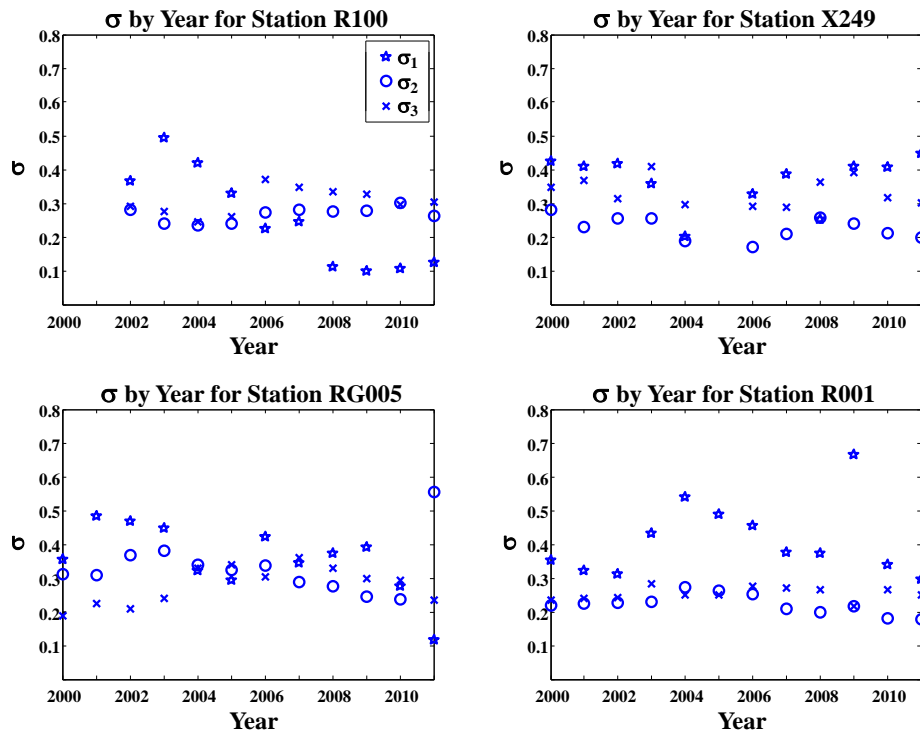 σ by Year for Station R100
0.8
0.7
0.6
0.5
0.4
0.3
0.2
0.1
σ
σ1
σ2
σ3
2000 2002 2004 2006 2008 2010
Year
σ by Year for Station X249
0.8
0.7
0.6
0.5
0.4
0.3
0.2
0.1
σ
2000 2002 2004 2006 2008 2010
Year
σ by Year for Station RG005
0.8
0.7
0.6
0.5
0.4
0.3
0.2
0.1
σ
2000 2002 2004 2006 2008 2010
Year
σ by Year for Station R001
0.8
0.7
0.6
0.5
0.4
0.3
0.2
0.1
σ
2000 2002 2004 2006 2008 2010
Year